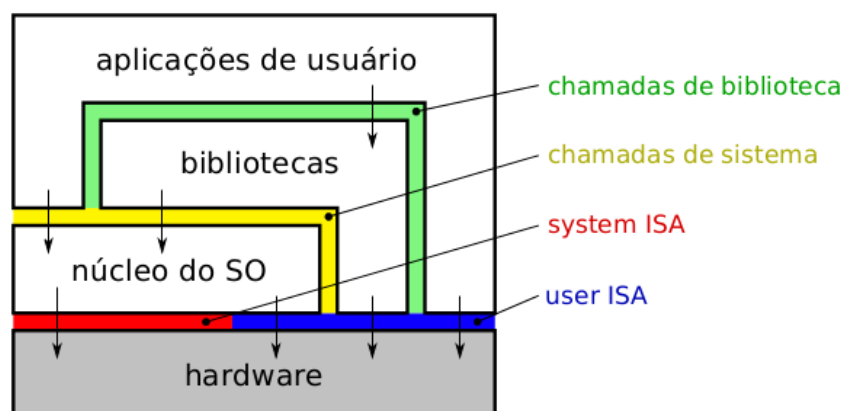 aplicações de usuário
chamadas de biblioteca
bibliotecas
chamadas de sistema
system ISA
núcleo do SO
user ISA
hardware